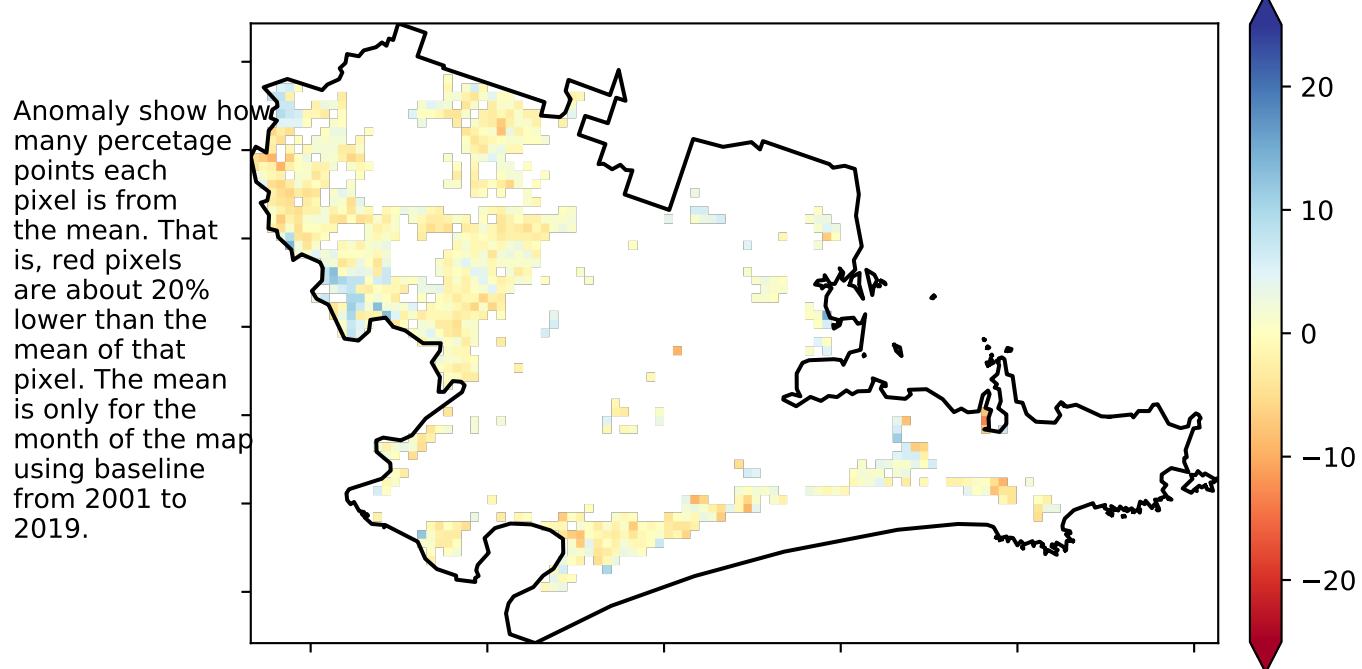 Anomaly show how
many percetage
points each
pixel is from
the mean. That
is, red pixels
are about 20%
lower than the
mean of that
pixel. The mean
is only for the
month of the map
using baseline
from 2001 to
2019.
20
10
0
−10
−20